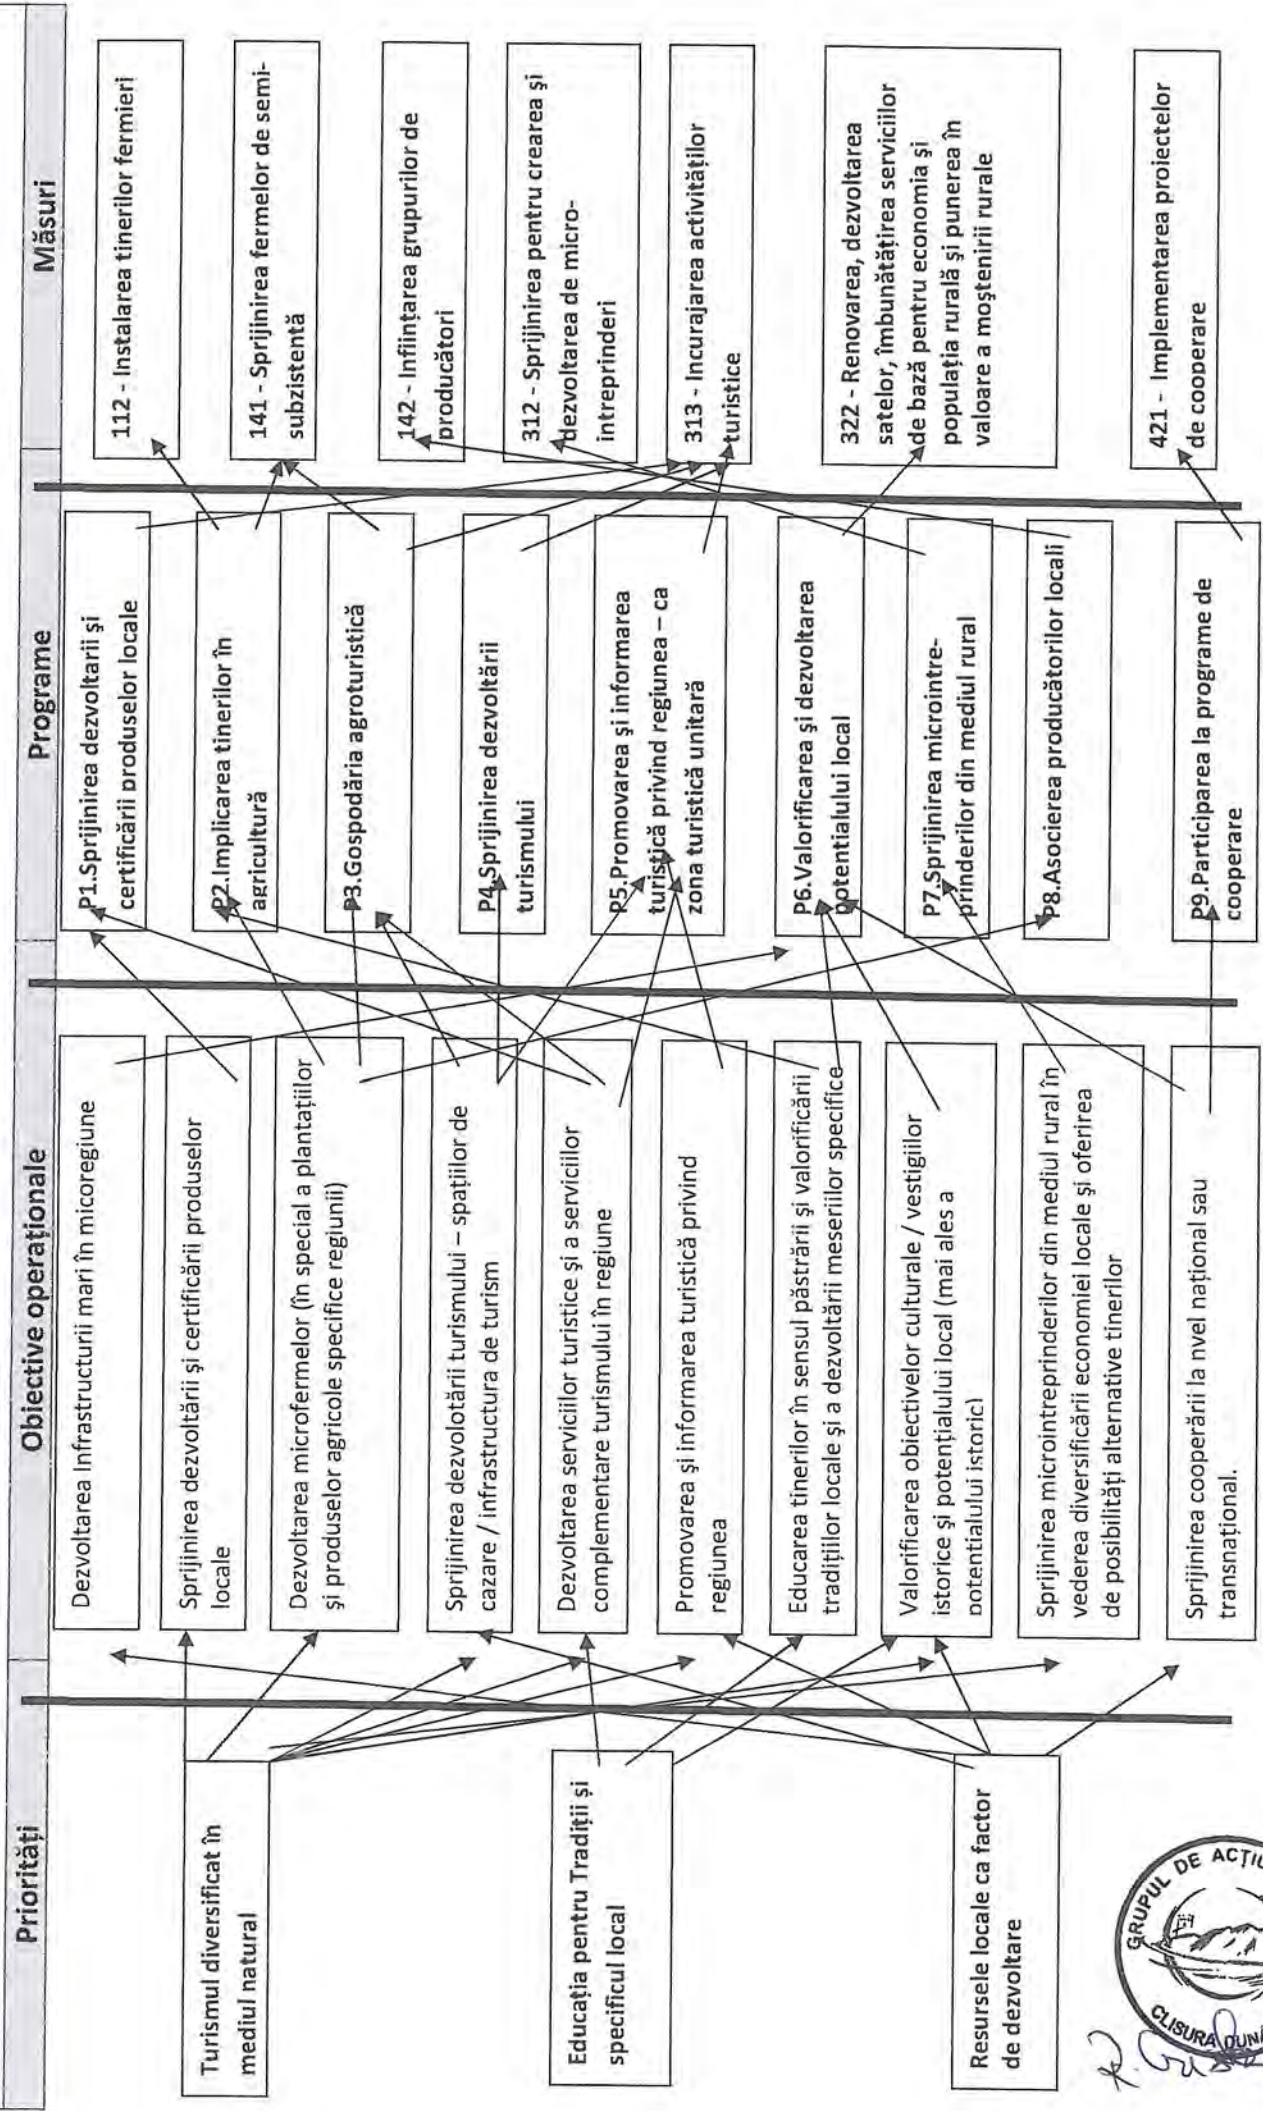 Priorități
Obiective operaționale
Programe
Măsuri
Turismul diversificat în
mediul natural
Educația pentru Tradiții și
specificul local
Resursele locale ca factor
de dezvoltare
Dezvoltarea Infrastructurii mari în micoregiune
Sprijinirea dezvoltării și certificării produselor
locale
Dezvoltarea microfermelor (în special a plantațiilor
și produselor agricole specifice regiunii)
Sprijinirea dezvolotării turismului – spațiilor de
cazare / infrastructura de turism
Dezvoltarea serviciilor turistice și a serviciilor
complementare turismului în regiune
Promovarea și informarea turistică privind
regiunea
Educarea tinerilor în sensul păstrării și valorificării
tradițiilor locale și a dezvoltării meseriilor specifice
Valorificarea obiectivelor culturale / vestigiilor
istorice și potențialului local (mai ales a
potentialului istoric)
Sprijinirea microintreprinderilor din mediul rural în
vederea diversificării economiei locale și oferirea
de posibilități alternative tinerilor
Sprijinirea cooperării la nvel național sau
transnațional.
P1.Sprijinirea dezvoltarii și
certificării produselor locale
P2.Implicarea tinerilor în
agricultură
P3.Gospodăria agroturistică
P4.Sprijinirea dezvoltării
turismului
P5.Promovarea și informarea
turistică privind regiunea – ca
zona turistică unitară
P6.Valorificarea și dezvoltarea
potentialului local
P7.Sprijinirea microintre-
prinderilor din mediul rural
P8.Asocierea producătorilor locali
P9.Participarea la programe de
cooperare
112 - Instalarea tinerilor fermieri
141 - Sprijinirea fermelor de semi-
subzistentă
142 - Inființarea grupurilor de
producători
312 - Sprijinirea pentru crearea și
dezvoltarea de micro-
intreprinderi
313 - Incurajarea activităților
turistice
322 - Renovarea, dezvoltarea
satelor, îmbunătățirea serviciilor
de bază pentru economia și
populația rurală și punerea în
valoare a moștenirii rurale
421 - Implementarea proiectelor
de cooperare
GRUPUL DE ACȚIU
CLISURA DUNĂ